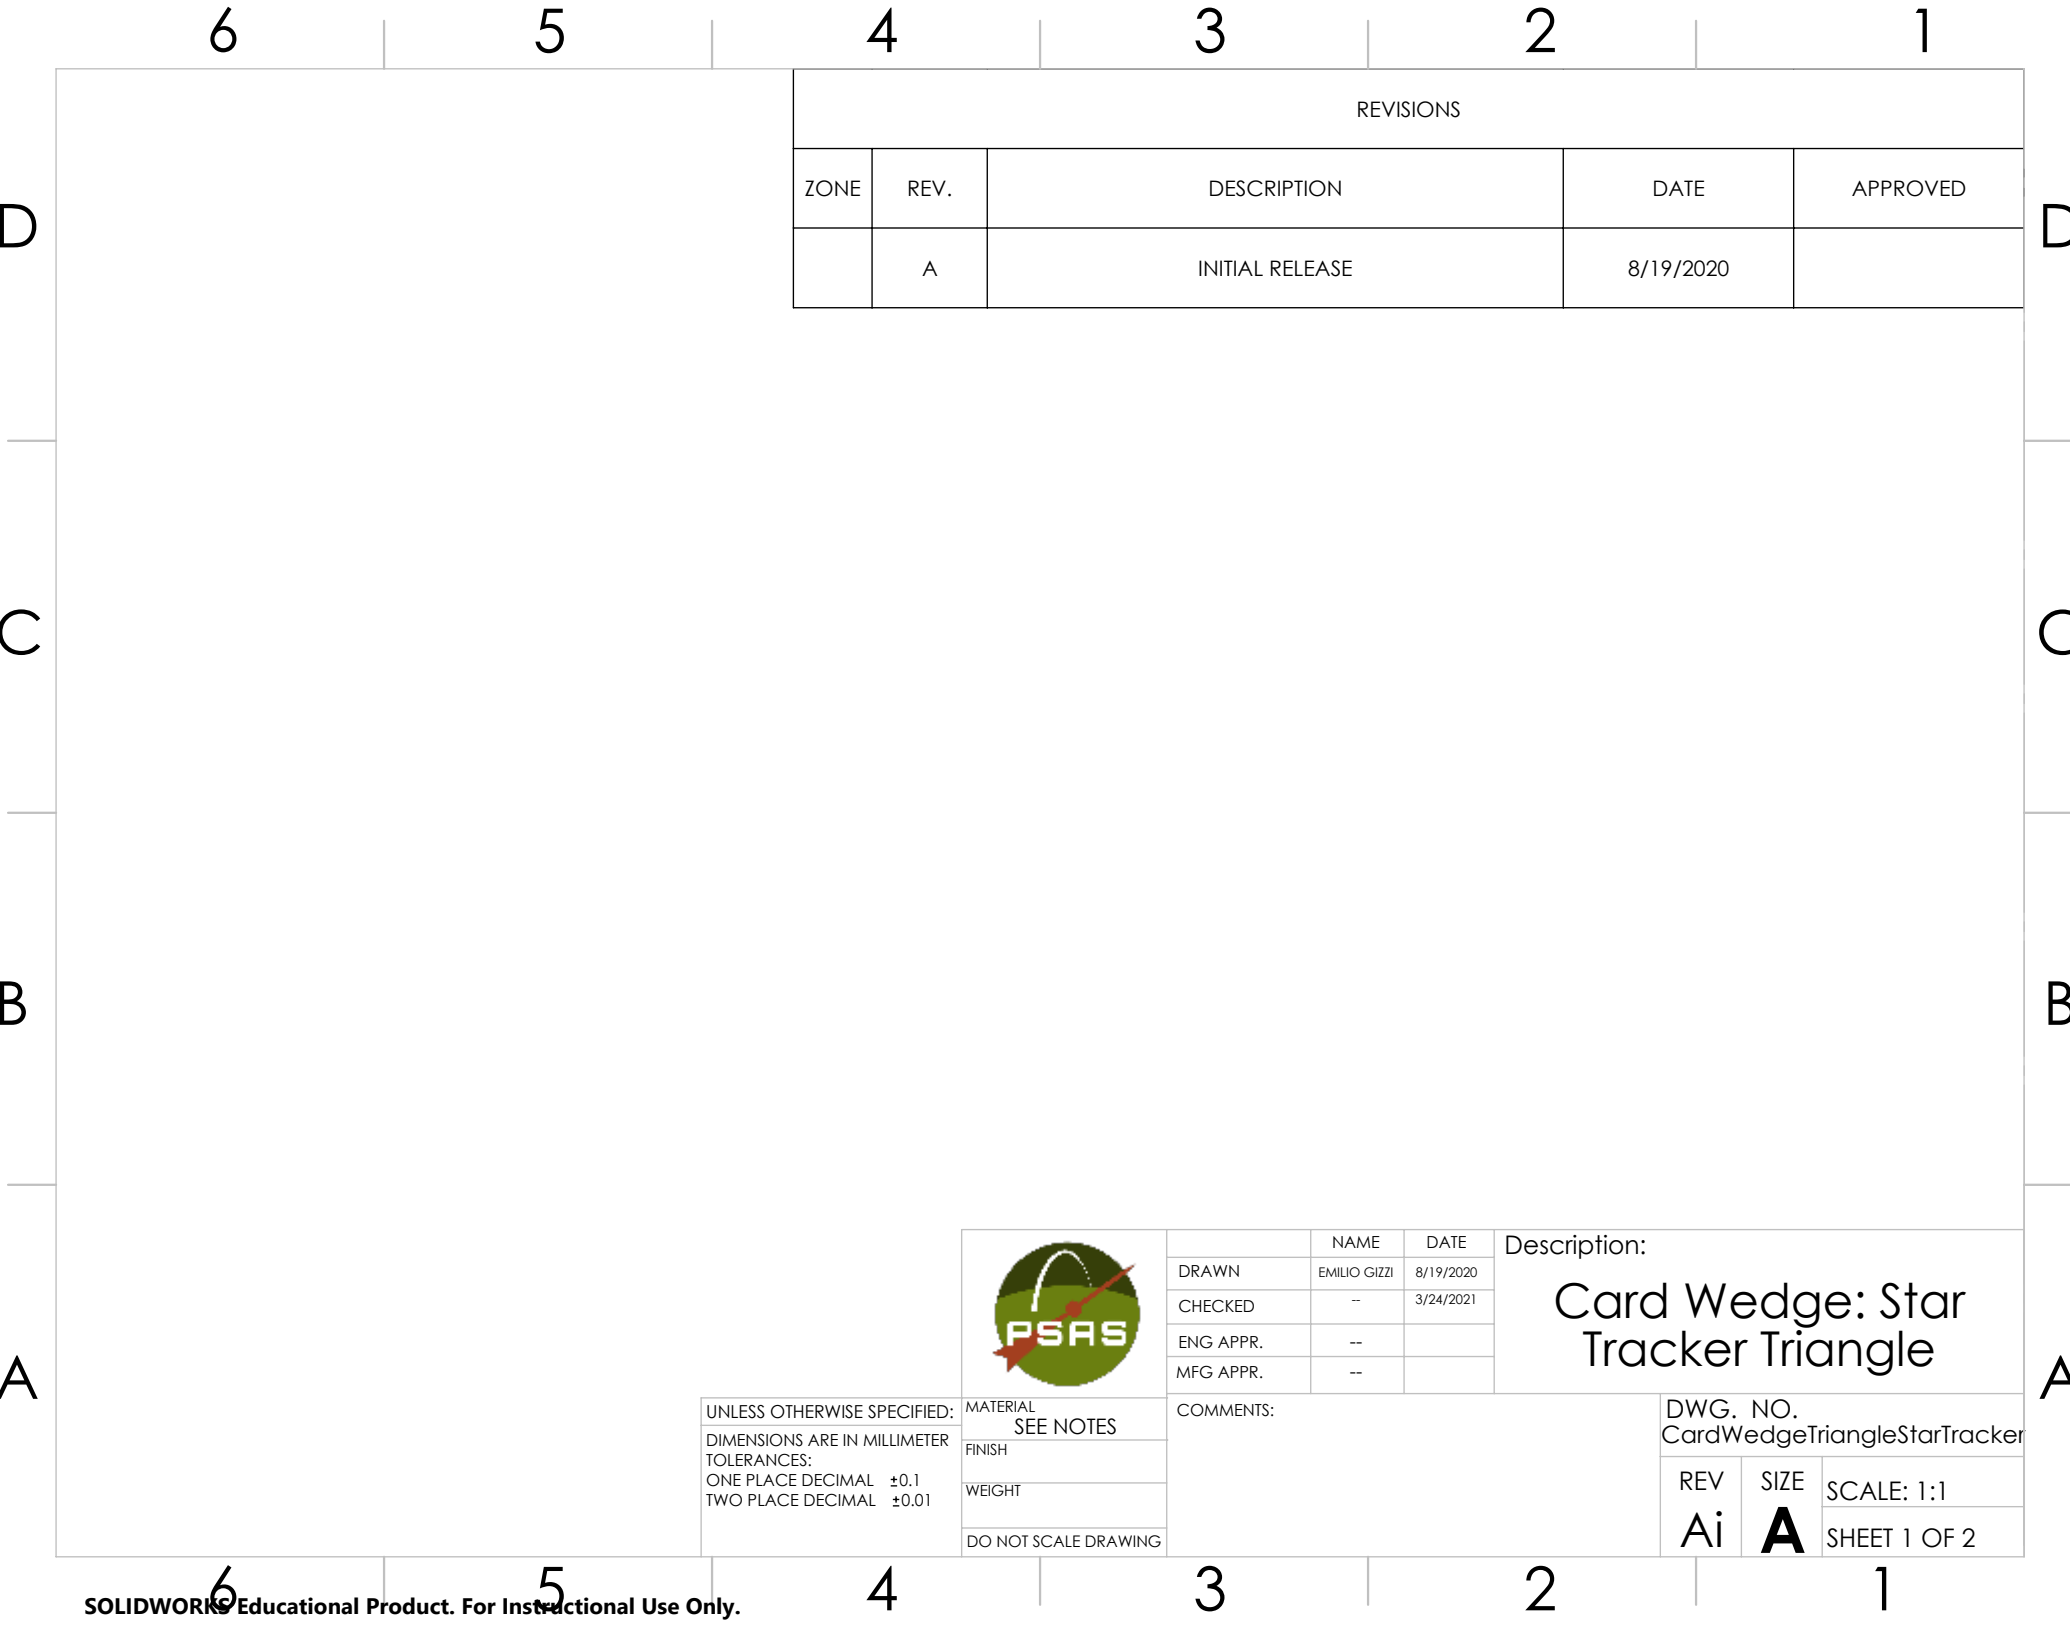 6 5 4 3 2 1
REVISIONS
ZONE REV. DESCRIPTION DATE APPROVED
A INITIAL RELEASE 8/19/2020
D D
C C
B B
A A
NAME DATE
DRAWN EMILIO GIZZI 8/19/2020
CHECKED -- 3/24/2021
ENG APPR. --
MFG APPR. --
Description:
Card Wedge: Star
Tracker Triangle
PSAS
UNLESS OTHERWISE SPECIFIED:
DIMENSIONS ARE IN MILLIMETER
TOLERANCES:
ONE PLACE DECIMAL ±0.1
TWO PLACE DECIMAL ±0.01
MATERIAL
SEE NOTES
FINISH
WEIGHT
DO NOT SCALE DRAWING
COMMENTS:
DWG. NO.
CardWedgeTriangleStarTracker
REV
Ai
SIZE
A
SCALE: 1:1
SHEET 1 OF 2
6 5 4 3 2 1
SOLIDWORKS Educational Product. For Instructional Use Only.